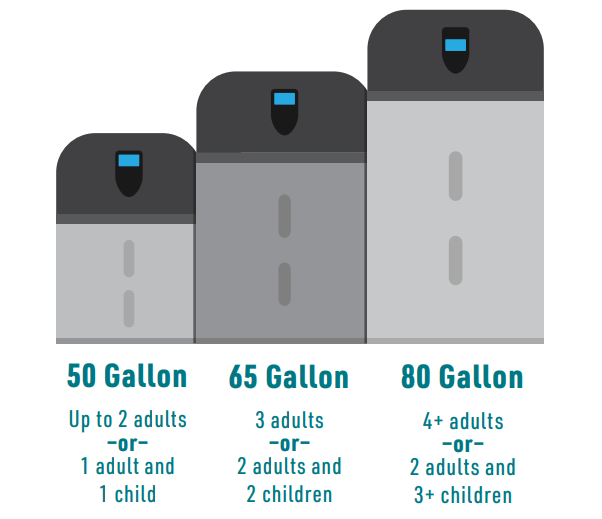 50 Gallon
Up to 2 adults
-or-
1 adult and
1 child
65 Gallon
3 adults
-or-
2 adults and
2 children
80 Gallon
4+ adults
-or-
2 adults and
3+ children